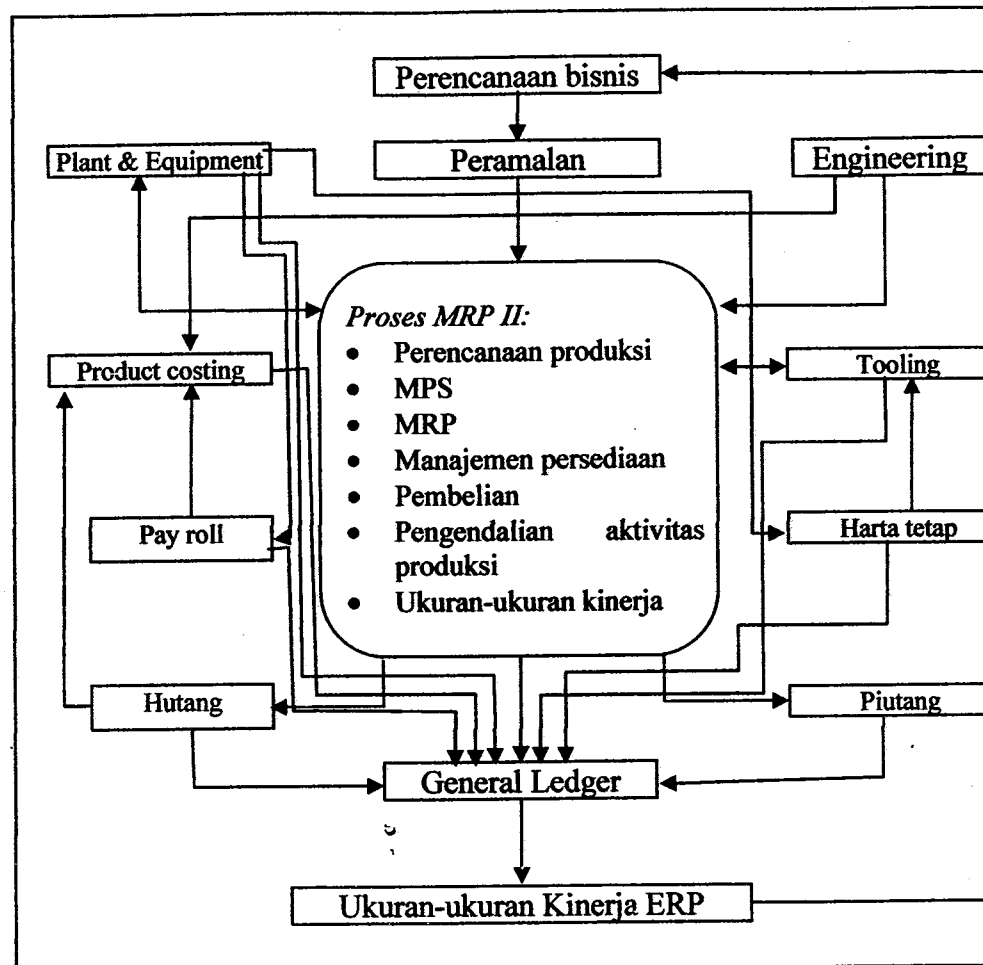 Perencanaan bisnis
Plant & Equipment
Peramalan
Engineering
Proses MRP II:
• Perencanaan produksi
• MPS
• MRP
• Manajemen persediaan
• Pembelian
• Pengendalian aktivitas
produksi
• Ukuran-ukuran kinerja
Product costing
Tooling
Pay roll
Harta tetap
Hutang
Piutang
General Ledger
Ukuran-ukuran Kinerja ERP